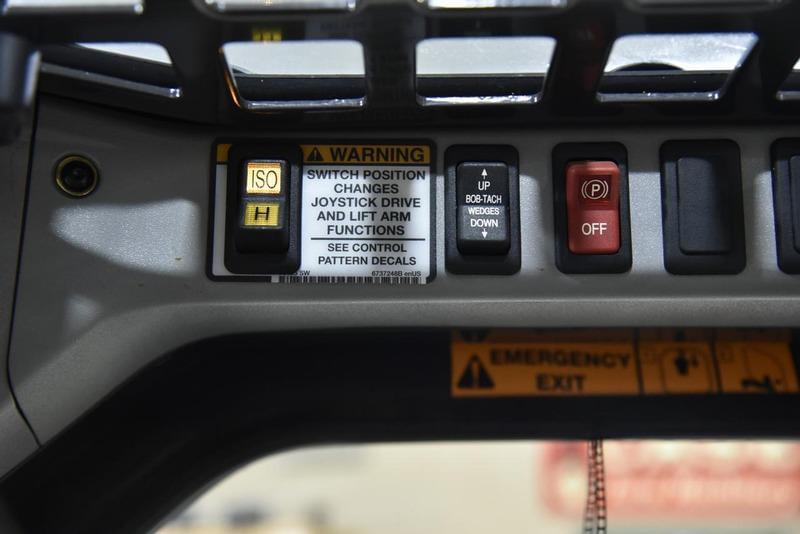 ISO
H
WARNING
SWITCH POSITION
CHANGES
JOYSTICK DRIVE
AND LIFT ARM
FUNCTIONS
SEE CONTROL
PATTERN DECALS
SW
6737248B enUS
UP
BOB-TACH
WEDGES
DOWN
P
OFF
EMERGENCY
EXIT